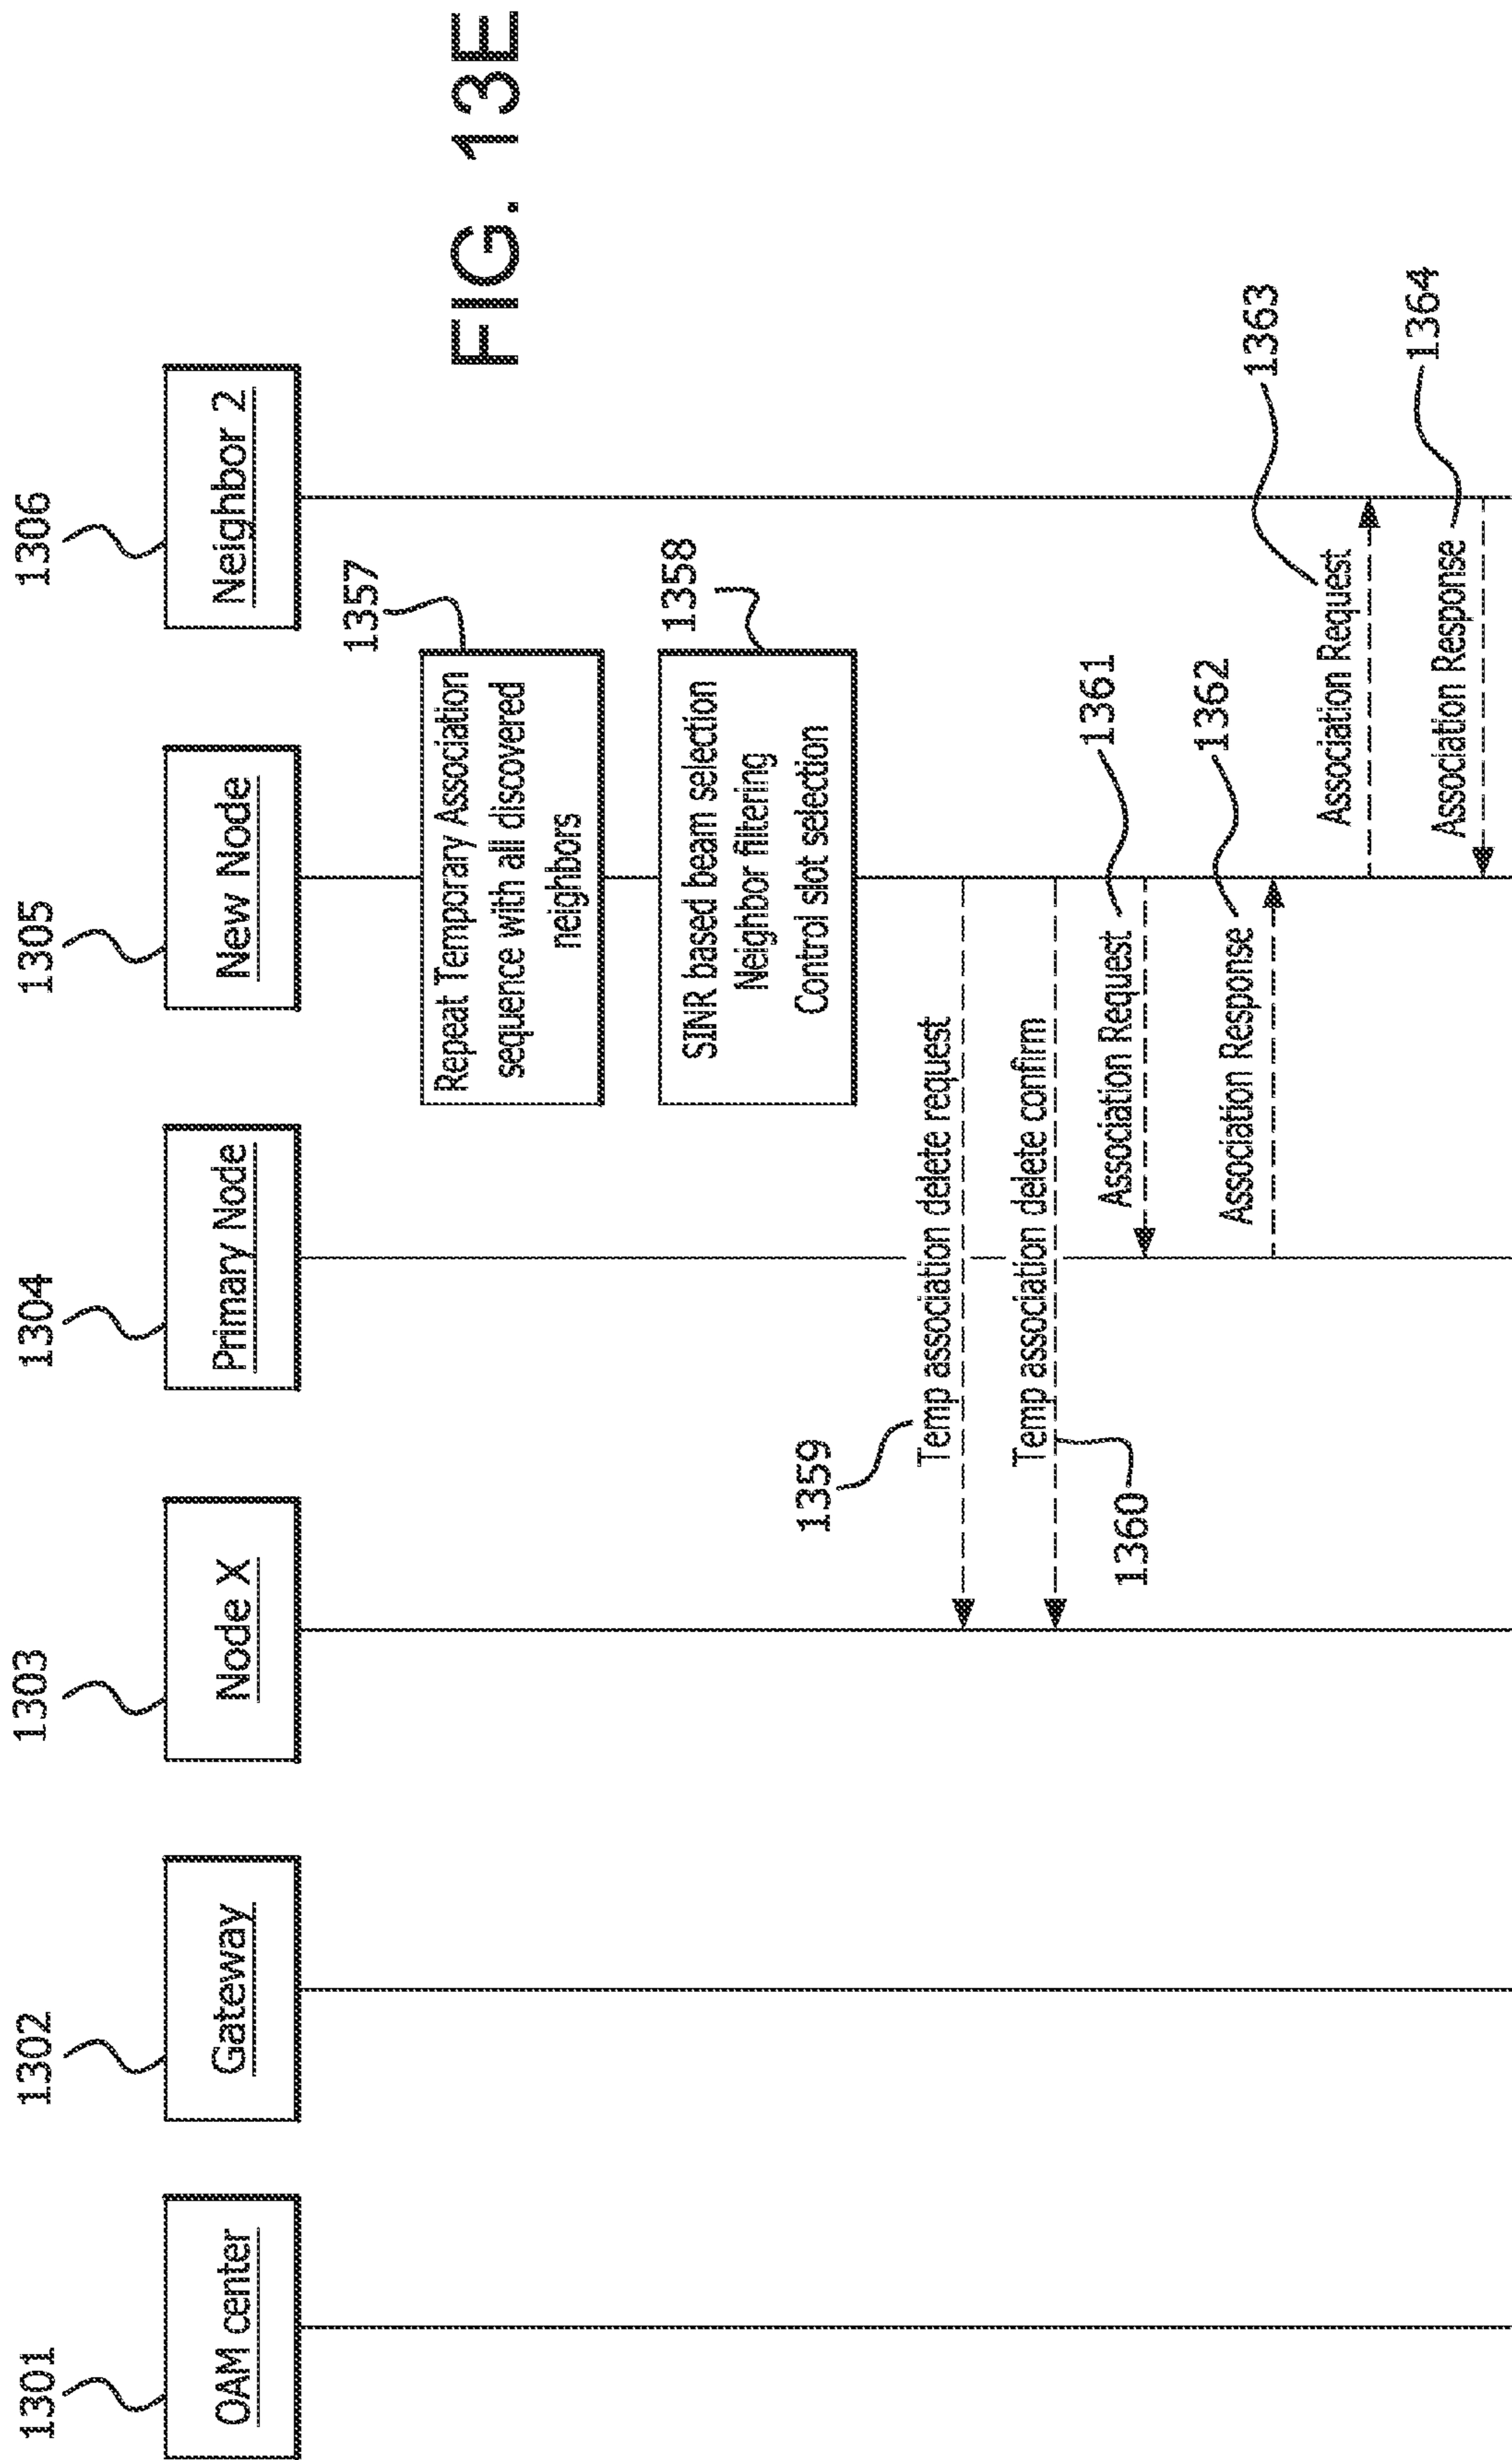 1301
1302
1303
1304
1305
1306
OAM center
Gateway
Node X
Primary Node
New Node
Neighbor 2
1357
Repeat Temporary Association
sequence with all discovered
neighbors
1358
SINR based beam selection
Neighbor filtering
Control slot selection
1359
Temp association delete request
Temp association delete confirm
1360
Association Request
1361
Association Response
1362
Association Request
1363
Association Response
1364
FIG. 13E